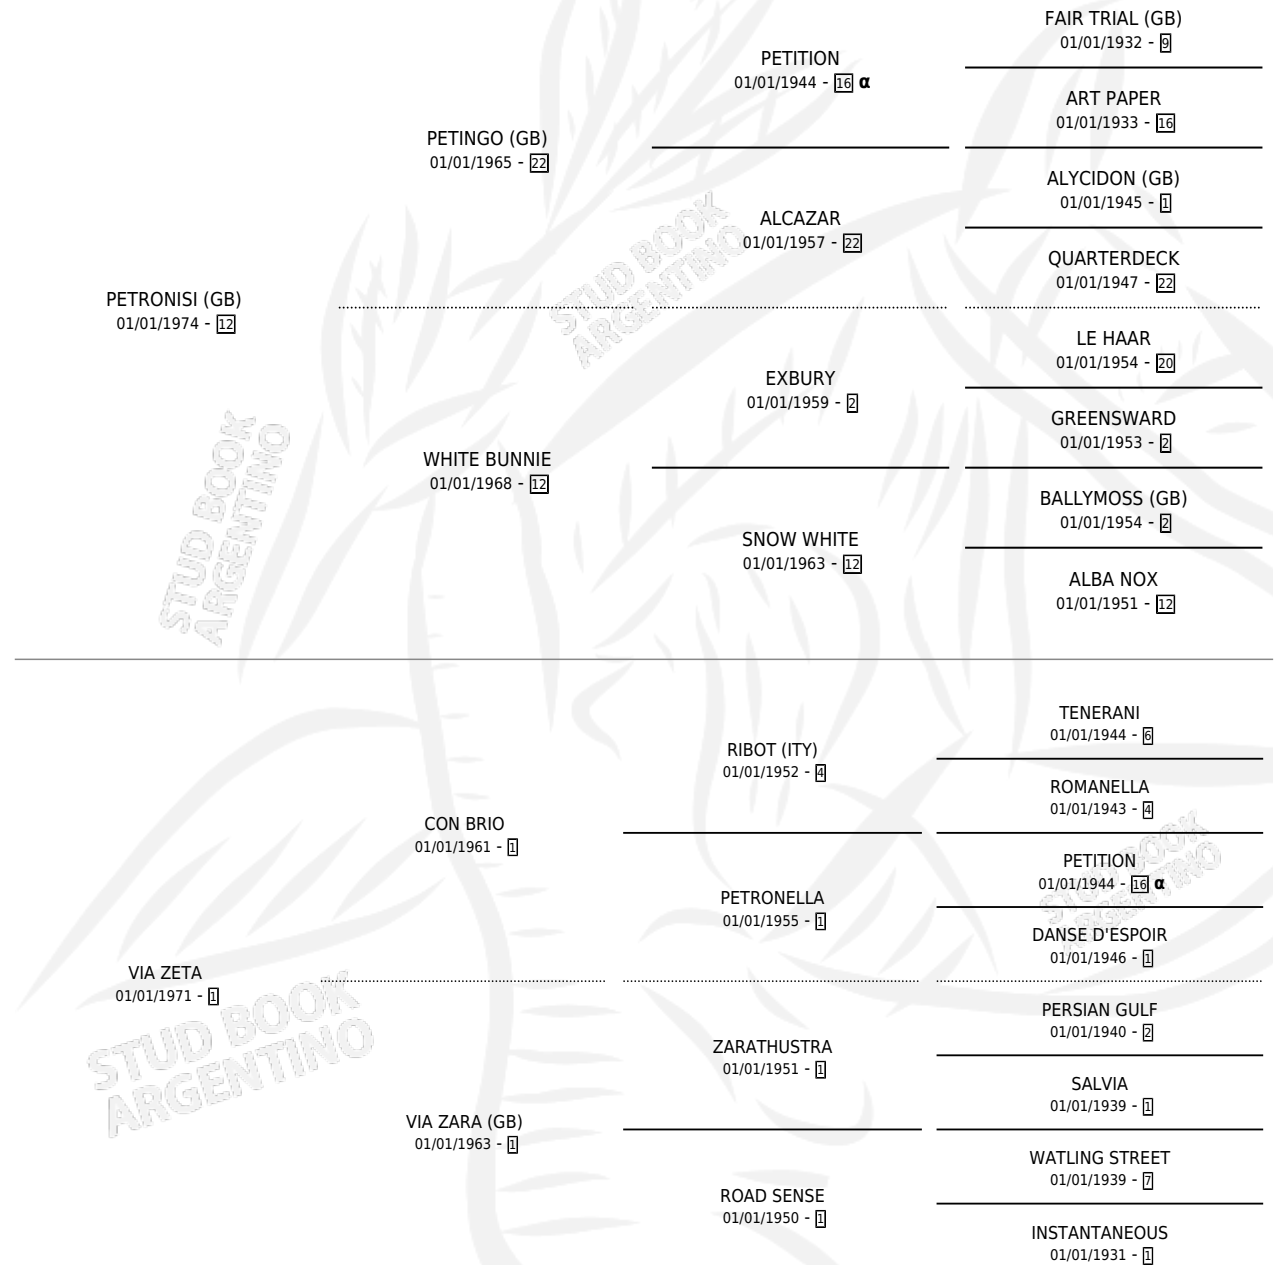 FAIR TRIAL (GB)
01/01/1932 - 9
PETITION
01/01/1944 - 16 α
ART PAPER
01/01/1933 - 16
PETINGO (GB)
01/01/1965 - 22
ALYCIDON (GB)
01/01/1945 - 1
ALCAZAR
01/01/1957 - 22
QUARTERDECK
01/01/1947 - 22
PETRONISI (GB)
01/01/1974 - 12
LE HAAR
01/01/1954 - 20
EXBURY
01/01/1959 - 2
GREENSWARD
01/01/1953 - 2
WHITE BUNNIE
01/01/1968 - 12
BALLYMOSS (GB)
01/01/1954 - 2
SNOW WHITE
01/01/1963 - 12
ALBA NOX
01/01/1951 - 12
TENERANI
01/01/1944 - 6
RIBOT (ITY)
01/01/1952 - 4
ROMANELLA
01/01/1943 - 4
CON BRIO
01/01/1961 - 1
PETITION
01/01/1944 - 16 α
PETRONELLA
01/01/1955 - 1
DANSE D'ESPOIR
01/01/1946 - 1
VIA ZETA
01/01/1971 - 1
PERSIAN GULF
01/01/1940 - 2
ZARATHUSTRA
01/01/1951 - 1
SALVIA
01/01/1939 - 1
VIA ZARA (GB)
01/01/1963 - 1
WATLING STREET
01/01/1939 - 7
ROAD SENSE
01/01/1950 - 1
INSTANTANEOUS
01/01/1931 - 1
STUD BOOK
ARGENTINO
STUD BOOK
ARGENTINO
STUD BOOK
ARGENTINO
STUD BOOK
ARGENTINO